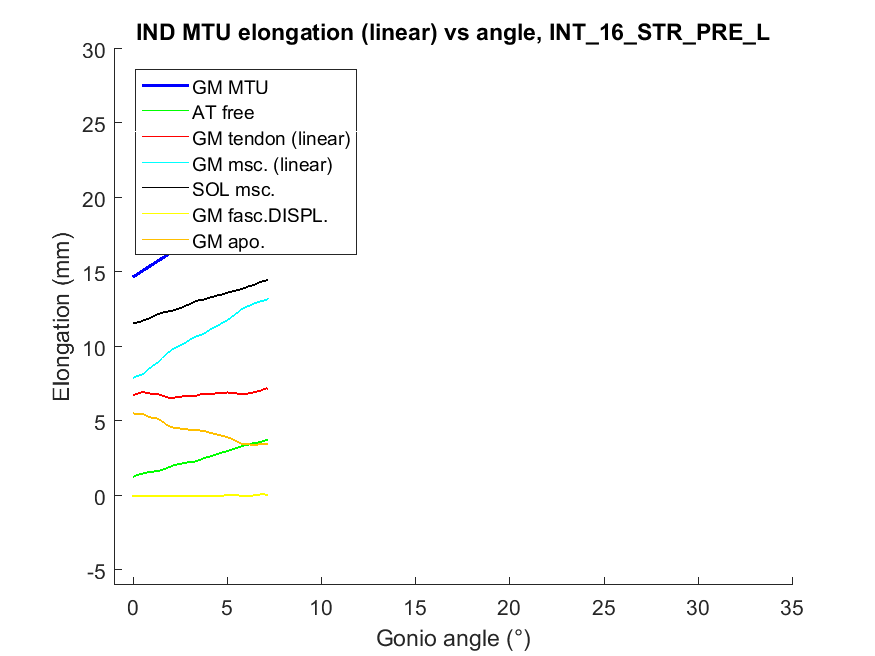 IND MTU elongation (linear) vs angle, INT_16_STR_PRE_L
30
25
20
15
10
5
0
-5
Elongation (mm)
GM MTU
AT free
GM tendon (linear)
GM msc. (linear)
SOL msc.
GM fasc.DISPL.
GM apo.
0 5 10 15 20 25 30 35
Gonio angle (°)